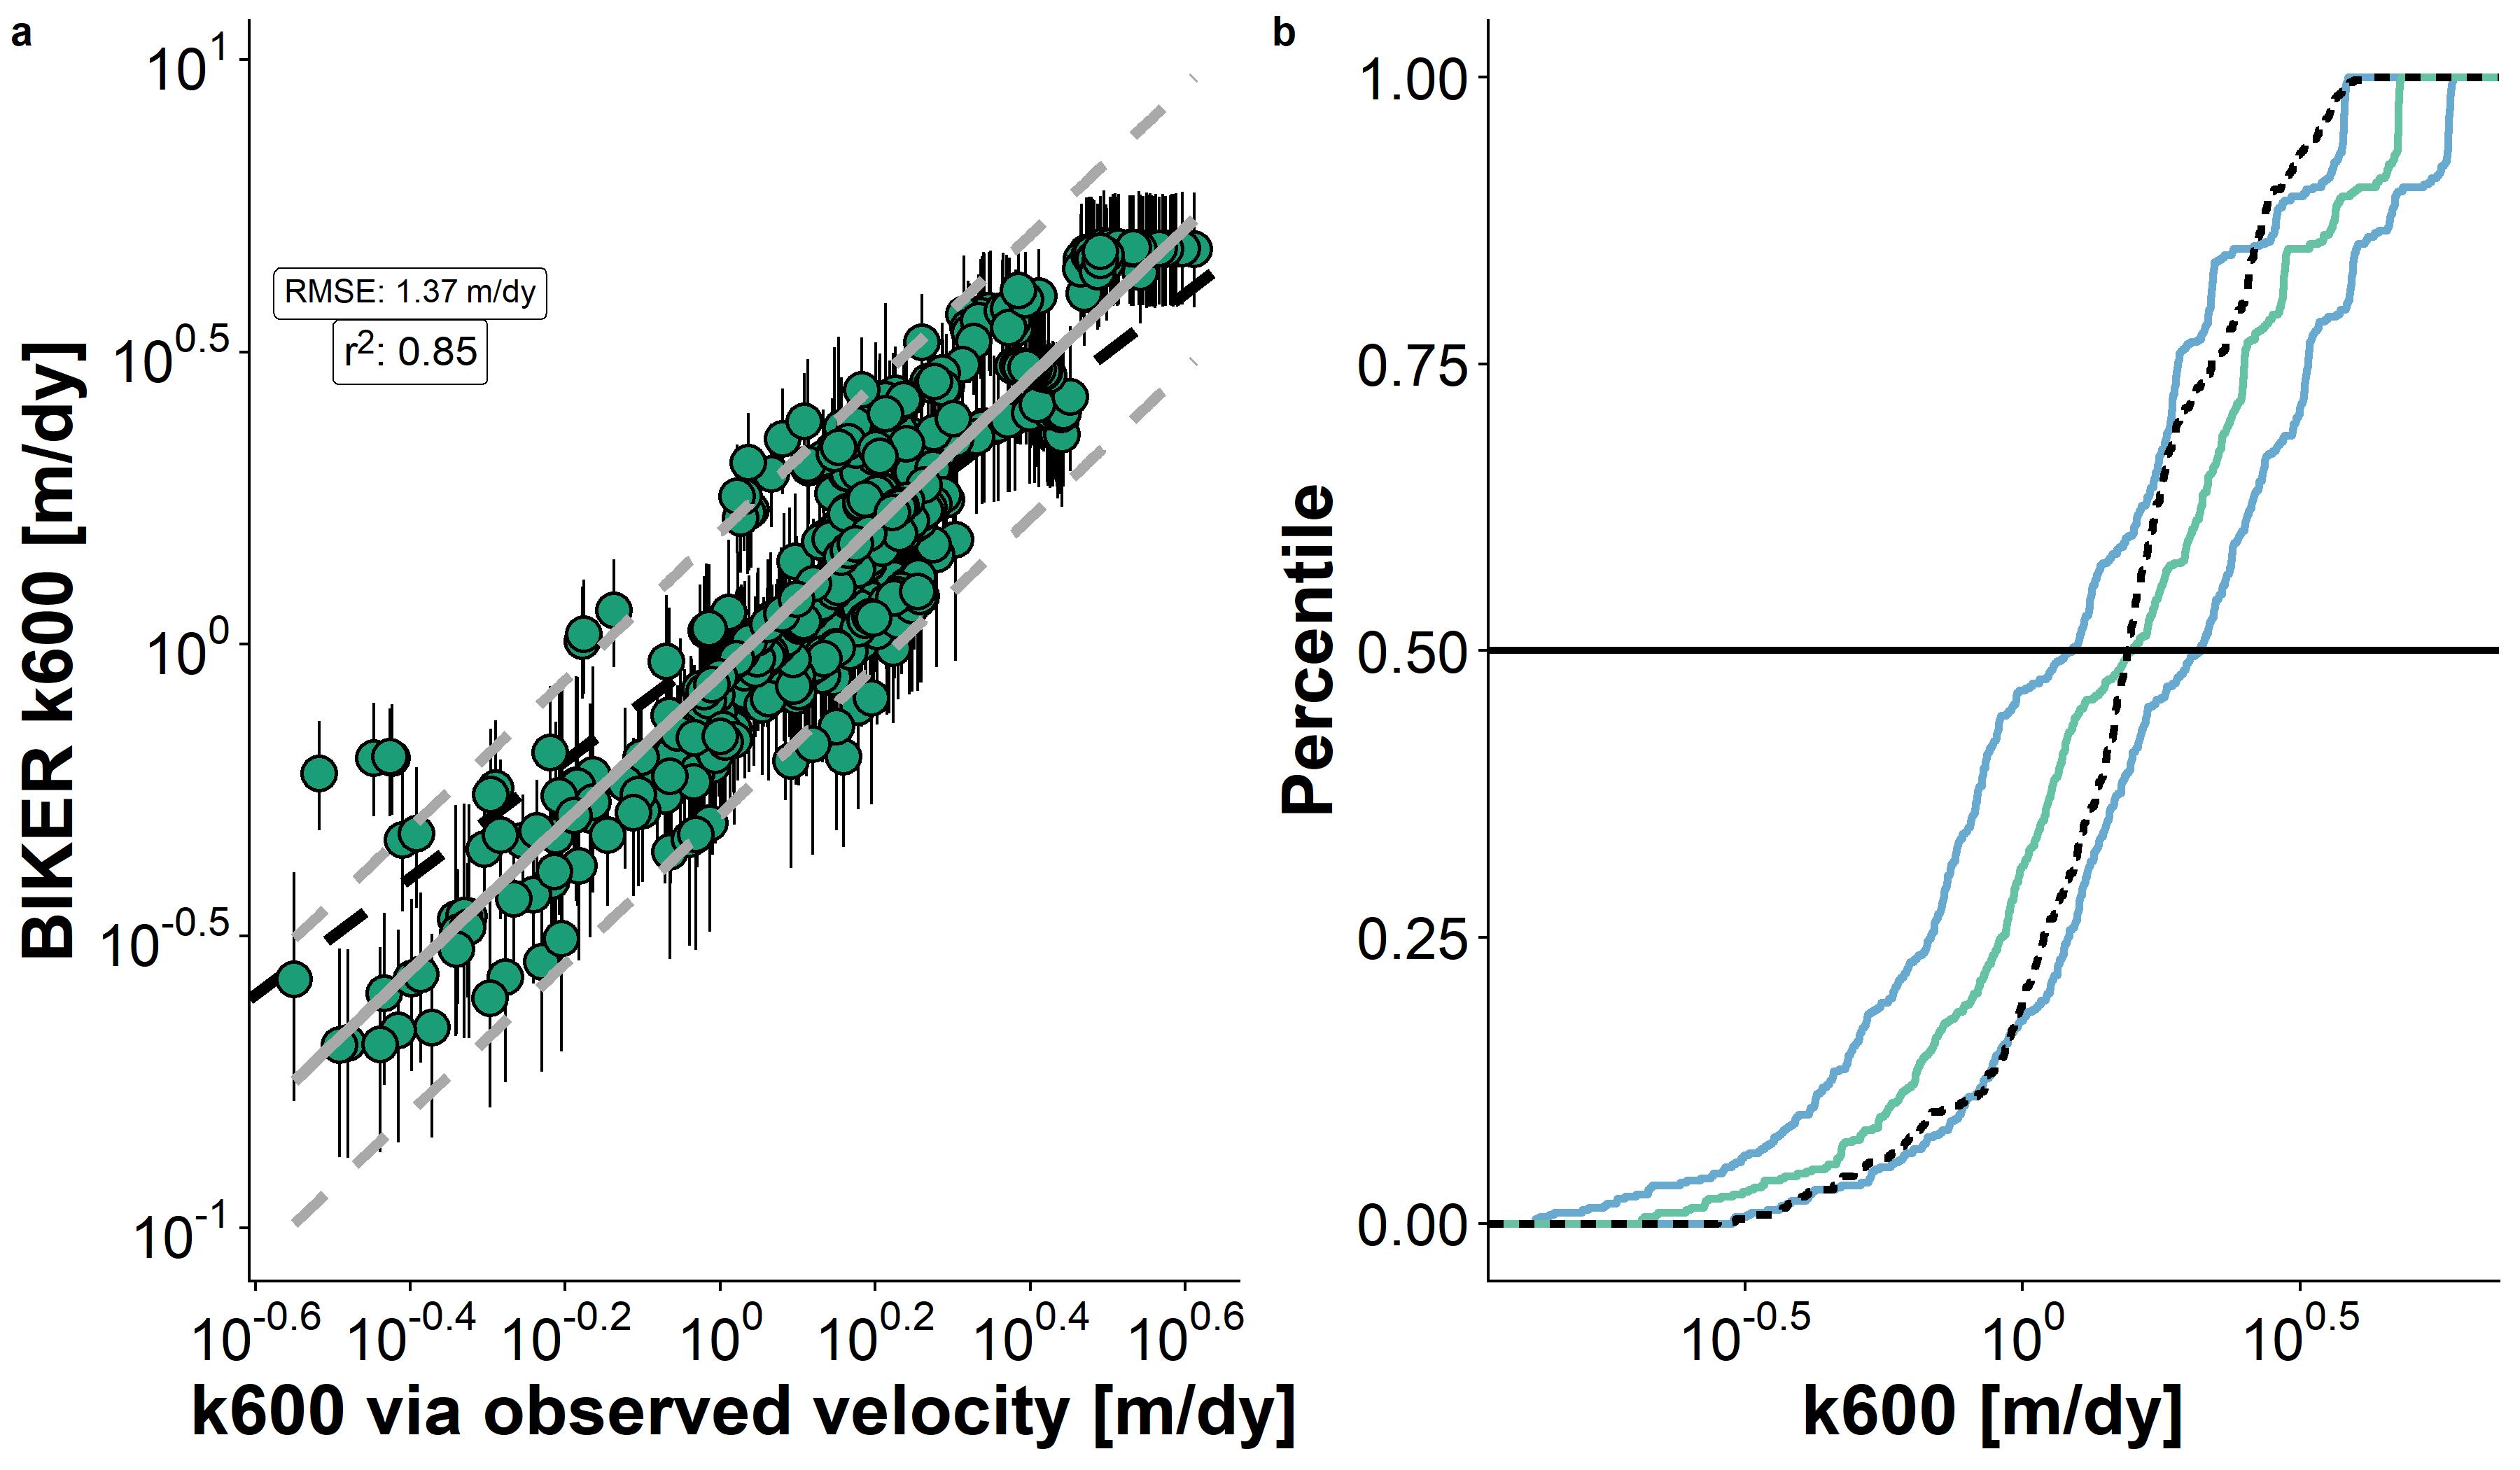 a
BIKER k600 [m/dy]
10^1
10^0.5
10^0
10^-0.5
10^-1
RMSE: 1.37 m/dy
r²: 0.85
10^-0.6 10^-0.4 10^-0.2 10^0 10^0.2 10^0.4 10^0.6
k600 via observed velocity [m/dy]
b
Percentile
1.00
0.75
0.50
0.25
0.00
10^-0.5 10^0 10^0.5
k600 [m/dy]